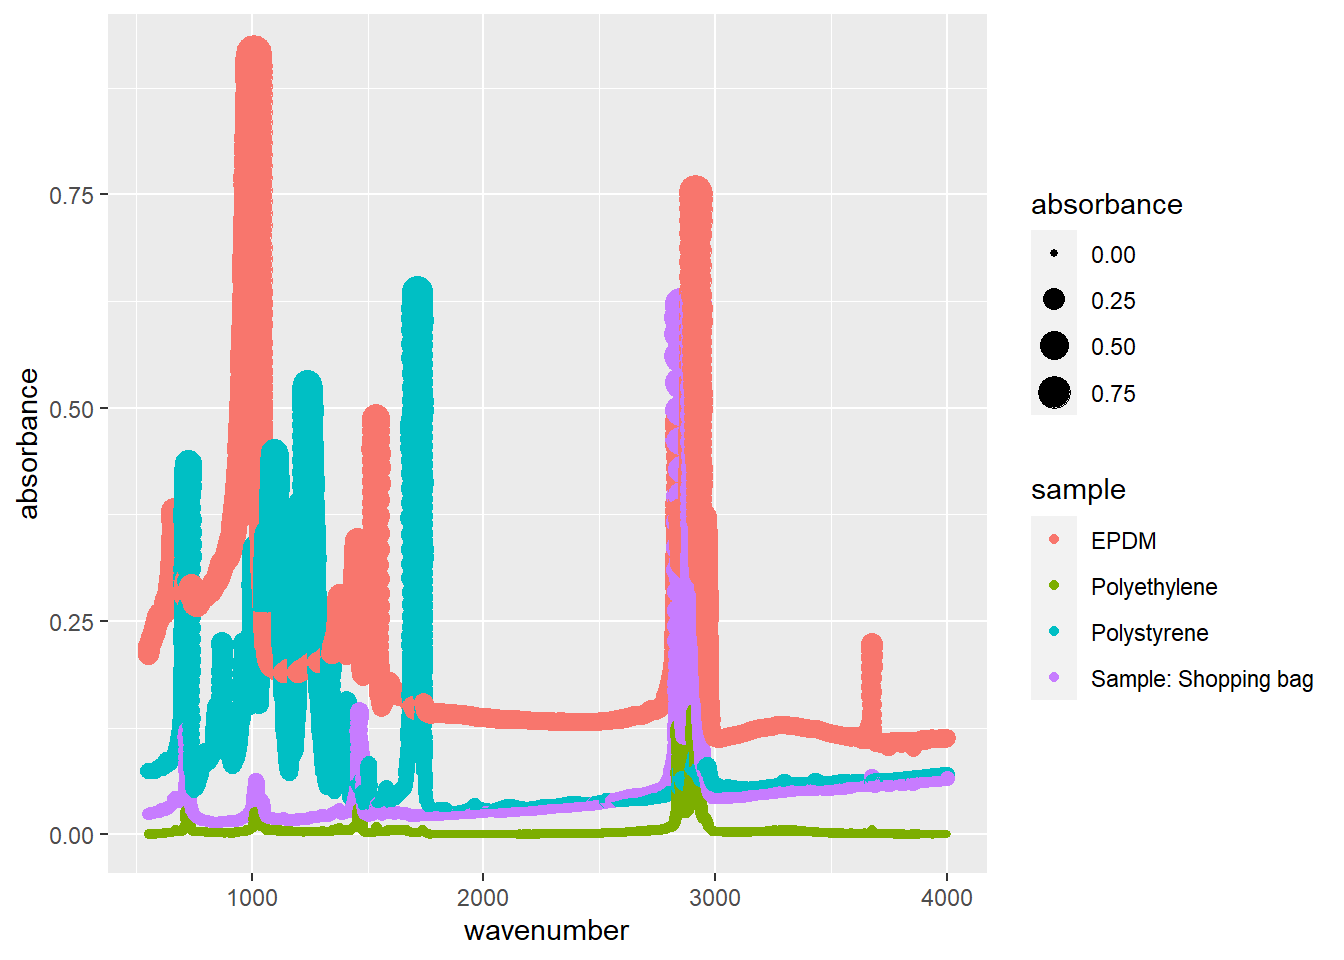 absorbance
0.75
0.50
0.25
0.00
1000
2000
3000
4000
wavenumber
absorbance
0.00
0.25
0.50
0.75
sample
EPDM
Polyethylene
Polystyrene
Sample: Shopping bag